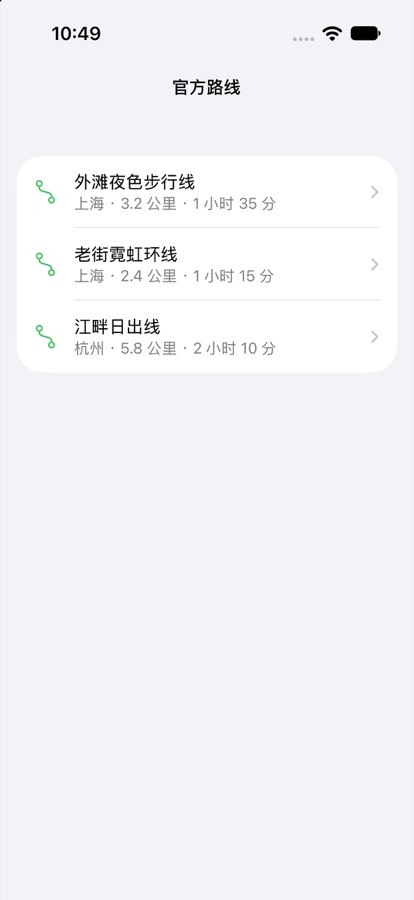 10:49
官方路线
外滩夜色步行线
上海 · 3.2 公里 · 1 小时 35 分
老街霓虹环线
上海 · 2.4 公里 · 1 小时 15 分
江畔日出线
杭州 · 5.8 公里 · 2 小时 10 分